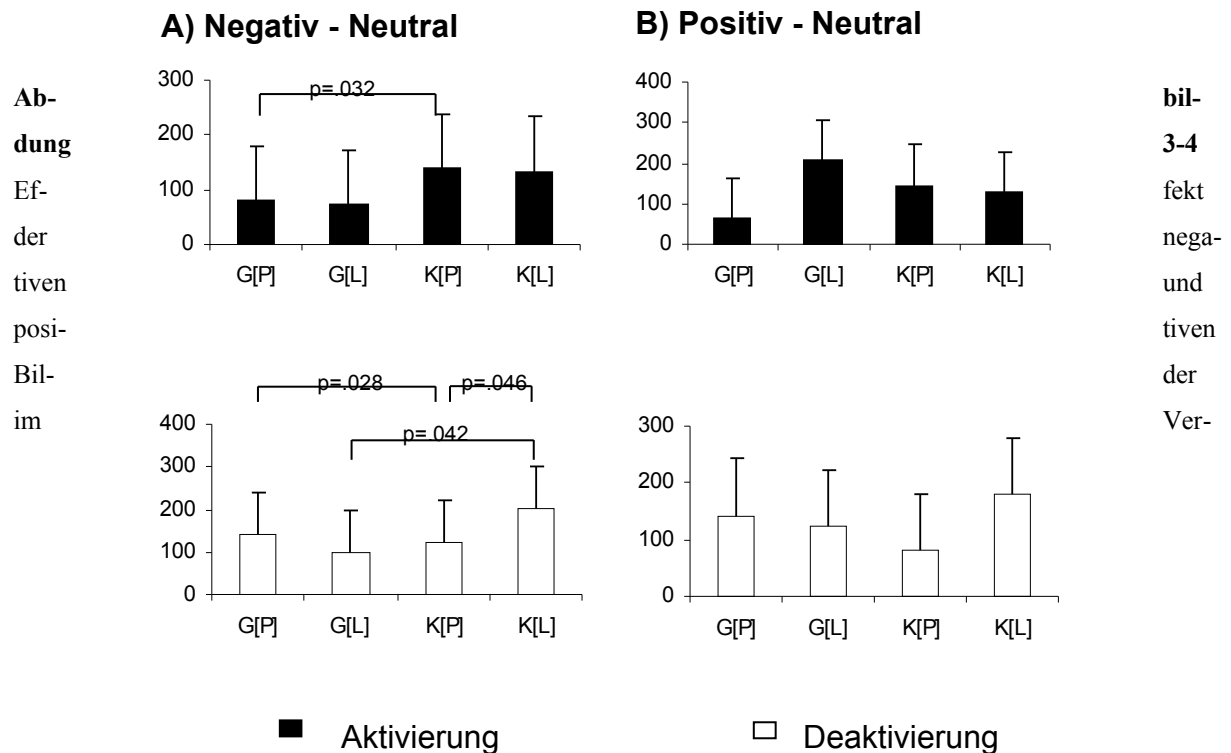 A) Negativ - Neutral
B) Positiv - Neutral
Ab- bil-
dung 3-4
Ef- fekt
der nega-
tiven und
posi- tiven
Bil- der
im Ver-
300
200
100
0
p=.032
G[P] G[L] K[P] K[L]
400
300
200
100
0
G[P] G[L] K[P] K[L]
p=.028 p=.046
p=.042
400
300
200
100
0
G[P] G[L] K[P] K[L]
300
200
100
0
G[P] G[L] K[P] K[L]
Aktivierung Deaktivierung